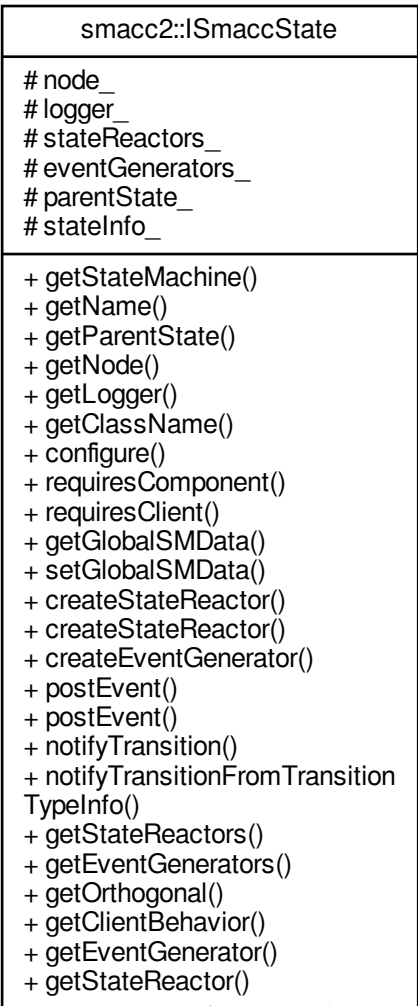 smacc2::ISmaccState
# node_
# logger_
# stateReactors_
# eventGenerators_
# parentState_
# stateInfo_
+ getStateMachine()
+ getName()
+ getParentState()
+ getNode()
+ getLogger()
+ getClassName()
+ configure()
+ requiresComponent()
+ requiresClient()
+ getGlobalSMData()
+ setGlobalSMData()
+ createStateReactor()
+ createStateReactor()
+ createEventGenerator()
+ postEvent()
+ postEvent()
+ notifyTransition()
+ notifyTransitionFromTransition
TypeInfo()
+ getStateReactors()
+ getEventGenerators()
+ getOrthogonal()
+ getClientBehavior()
+ getEventGenerator()
+ getStateReactor()